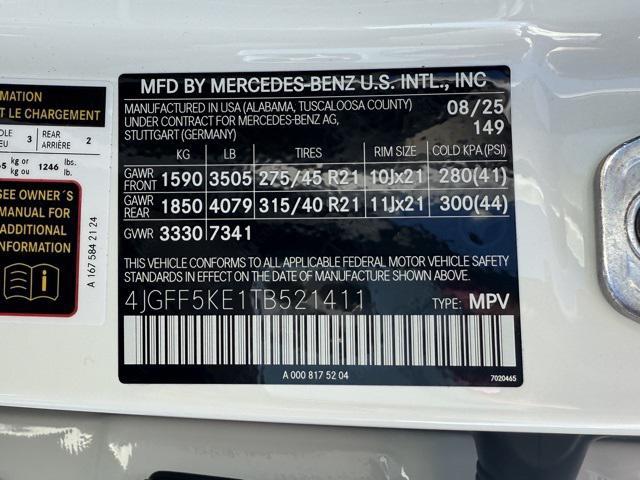 MFD BY MERCEDES-BENZ U.S. INTL., INC
MANUFACTURED IN USA (ALABAMA, TUSCALOOSA COUNTY) 08/25
UNDER CONTRACT FOR MERCEDES-BENZ AG, 149
STUTTGART (GERMANY)
KG LB TIRES RIM SIZE COLD KPA (PSI)
GAWR FRONT 1590 3505 275/45 R21 10Jx21 280(41)
GAWR REAR 1850 4079 315/40 R21 11Jx21 300(44)
GVWR 3330 7341
THIS VEHICLE CONFORMS TO ALL APPLICABLE FEDERAL MOTOR VEHICLE SAFETY
STANDARDS IN EFFECT ON THE DATE OF MANUFACTURE SHOWN ABOVE.
4JGFF5KE1TB521411 TYPE: MPV
A 000 817 52 04 7020465
T LE CHARGEMENT
3 REAR 2
ARRIÈRE
kg or 1246 lbs.
kg ou lb.
SEE OWNER´S
MANUAL FOR
ADDITIONAL
INFORMATION
A 167 584 21 24